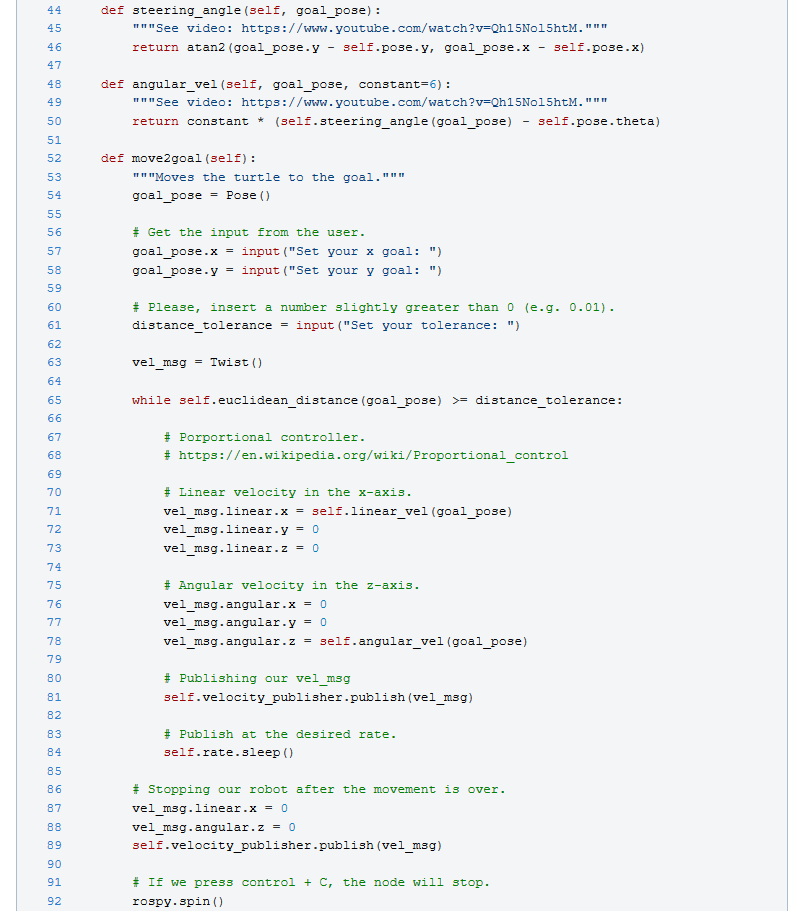 44 def steering_angle(self, goal_pose):
45 """See video: https://www.youtube.com/watch?v=Qh15Nol5htM."""
46 return atan2(goal_pose.y - self.pose.y, goal_pose.x - self.pose.x)
47
48 def angular_vel(self, goal_pose, constant=6):
49 """See video: https://www.youtube.com/watch?v=Qh15Nol5htM."""
50 return constant * (self.steering_angle(goal_pose) - self.pose.theta)
51
52 def move2goal(self):
53 """Moves the turtle to the goal."""
54 goal_pose = Pose()
55
56 # Get the input from the user.
57 goal_pose.x = input("Set your x goal: ")
58 goal_pose.y = input("Set your y goal: ")
59
60 # Please, insert a number slightly greater than 0 (e.g. 0.01).
61 distance_tolerance = input("Set your tolerance: ")
62
63 vel_msg = Twist()
64
65 while self.euclidean_distance(goal_pose) >= distance_tolerance:
66
67 # Porportional controller.
68 # https://en.wikipedia.org/wiki/Proportional_control
69
70 # Linear velocity in the x-axis.
71 vel_msg.linear.x = self.linear_vel(goal_pose)
72 vel_msg.linear.y = 0
73 vel_msg.linear.z = 0
74
75 # Angular velocity in the z-axis.
76 vel_msg.angular.x = 0
77 vel_msg.angular.y = 0
78 vel_msg.angular.z = self.angular_vel(goal_pose)
79
80 # Publishing our vel_msg
81 self.velocity_publisher.publish(vel_msg)
82
83 # Publish at the desired rate.
84 self.rate.sleep()
85
86 # Stopping our robot after the movement is over.
87 vel_msg.linear.x = 0
88 vel_msg.angular.z = 0
89 self.velocity_publisher.publish(vel_msg)
90
91 # If we press control + C, the node will stop.
92 rospy.spin()